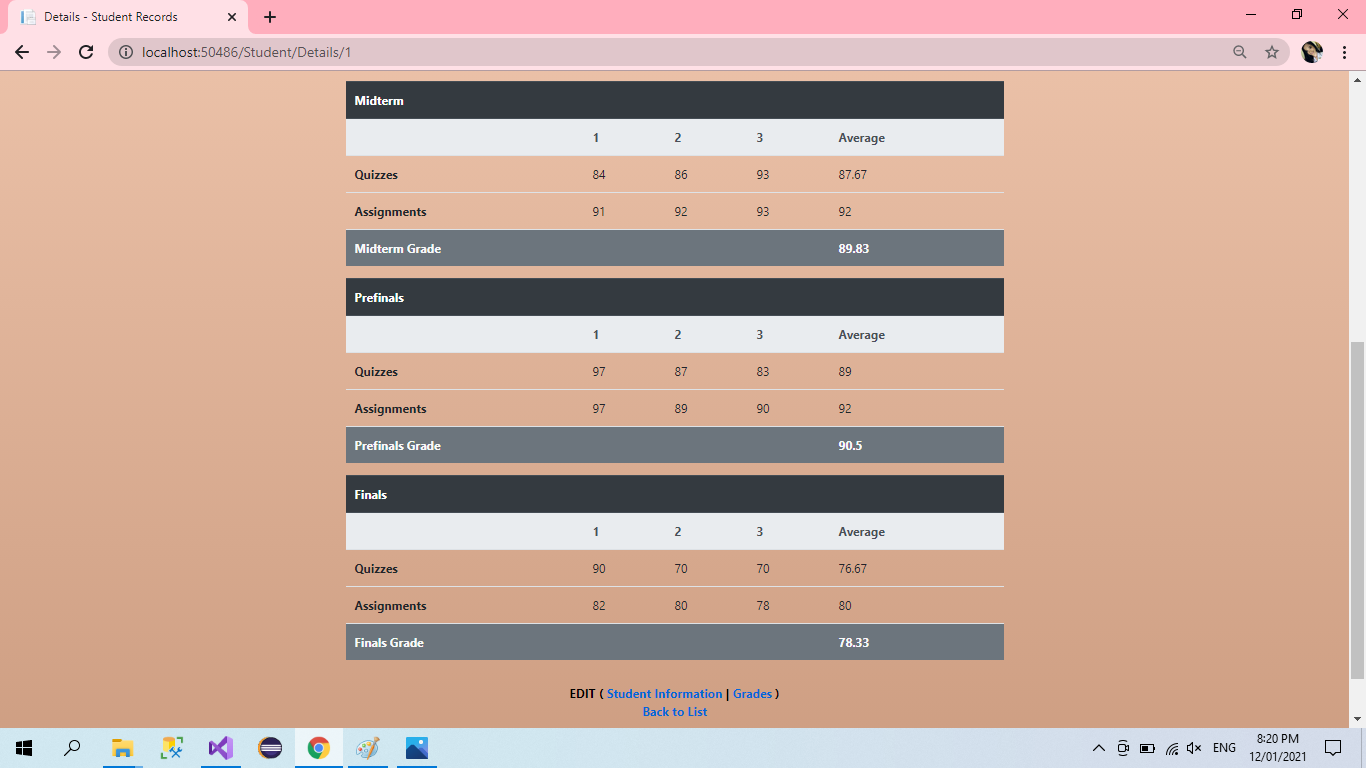 Details - Student Records
localhost:50486/Student/Details/1
Midterm
1 2 3 Average
Quizzes 84 86 93 87.67
Assignments 91 92 93 92
Midterm Grade 89.83
Prefinals
1 2 3 Average
Quizzes 97 87 83 89
Assignments 97 89 90 92
Prefinals Grade 90.5
Finals
1 2 3 Average
Quizzes 90 70 70 76.67
Assignments 82 80 78 80
Finals Grade 78.33
EDIT ( Student Information | Grades )
Back to List
ENG
8:20 PM
12/01/2021